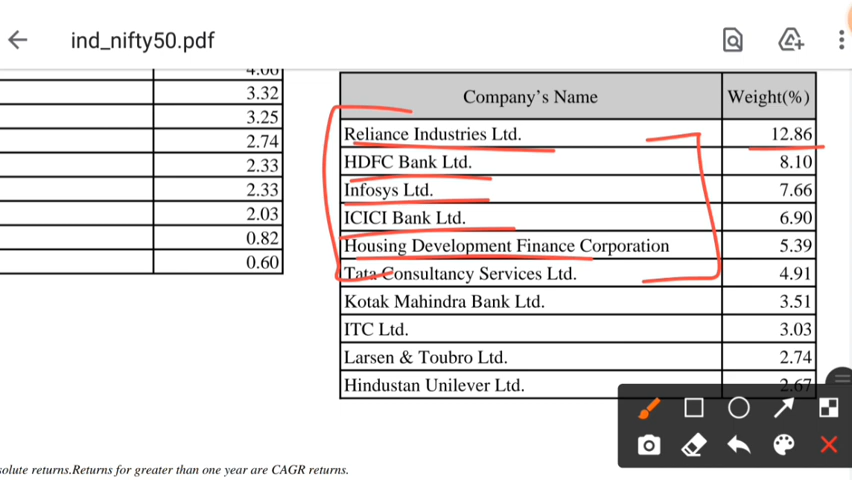 ind_nifty50.pdf
4.06
3.32
3.25
2.74
2.33
2.33
2.03
0.82
0.60
Company's Name Weight(%)
Reliance Industries Ltd. 12.86
HDFC Bank Ltd. 8.10
Infosys Ltd. 7.66
ICICI Bank Ltd. 6.90
Housing Development Finance Corporation 5.39
Tata Consultancy Services Ltd. 4.91
Kotak Mahindra Bank Ltd. 3.51
ITC Ltd. 3.03
Larsen & Toubro Ltd. 2.74
Hindustan Unilever Ltd. 2.67
solute returns.Returns for greater than one year are CAGR returns.